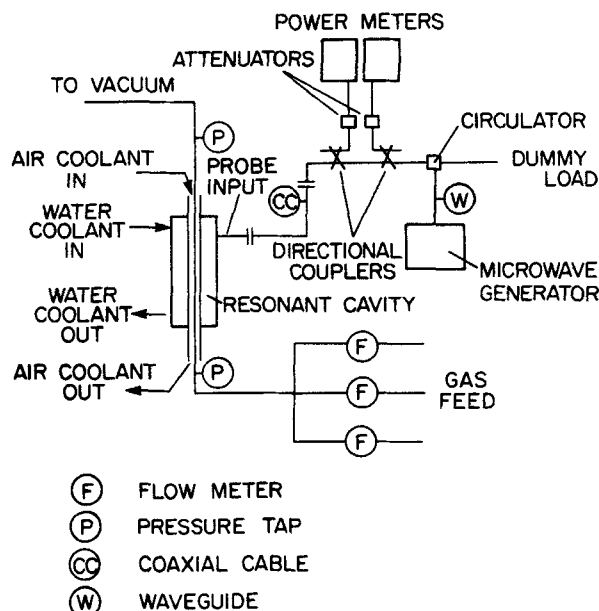 POWER METERS
ATTENUATORS
TO VACUUM
P
CIRCULATOR
AIR COOLANT
IN
PROBE
INPUT
DUMMY
LOAD
WATER
COOLANT
IN
CC
W
DIRECTIONAL
COUPLERS
MICROWAVE
GENERATOR
WATER
COOLANT
OUT
RESONANT CAVITY
AIR COOLANT
OUT
P
F
F
F
GAS
FEED
F FLOW METER
P PRESSURE TAP
CC COAXIAL CABLE
W WAVEGUIDE